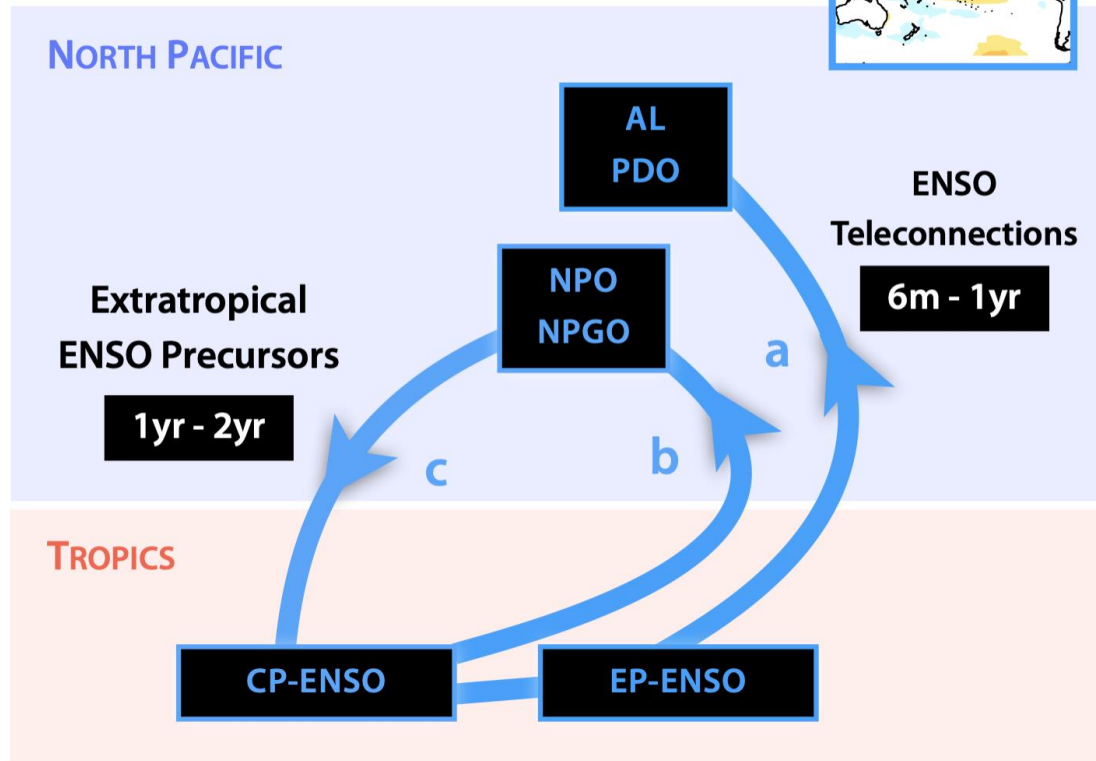 NORTH PACIFIC
AL
PDO
ENSO
Teleconnections
6m - 1yr
NPO
NPGO
Extratropical
ENSO Precursors
1yr - 2yr
a
b
c
TROPICS
CP-ENSO
EP-ENSO